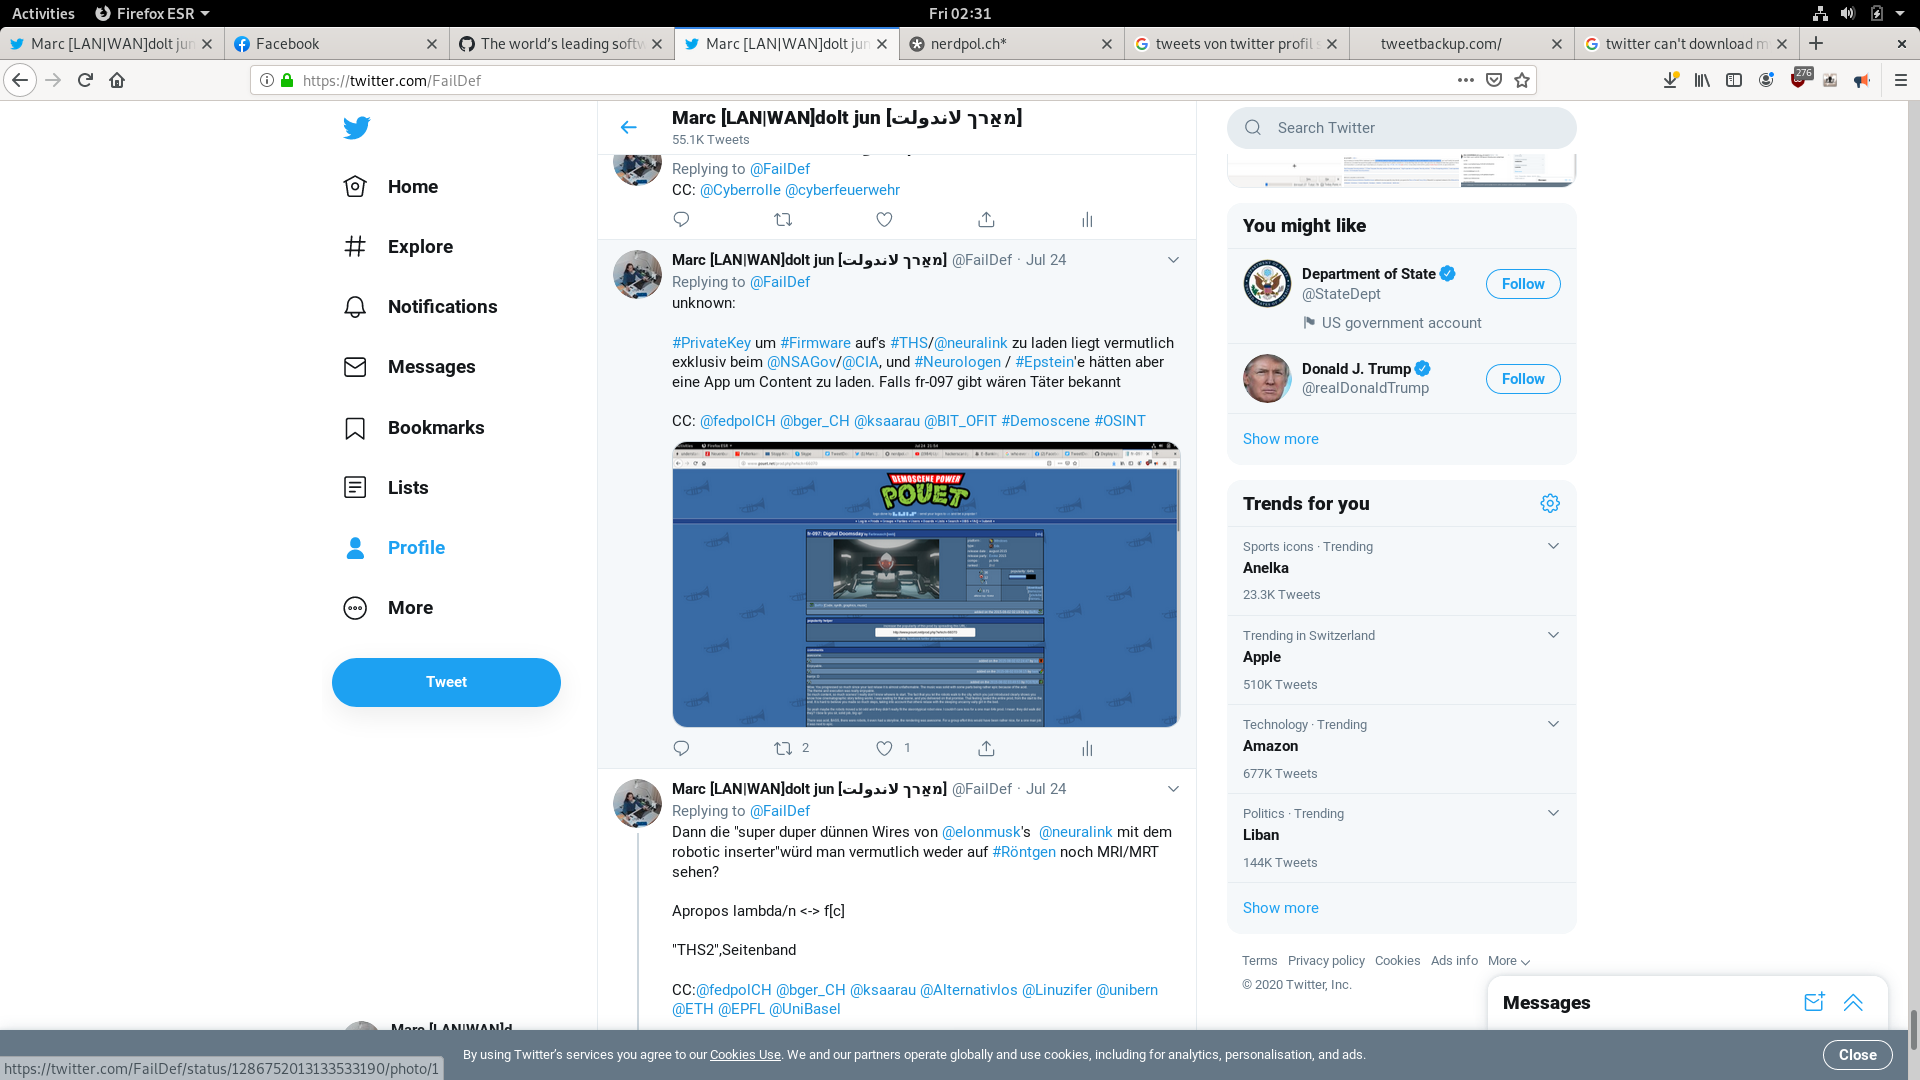 Activities Firefox ESR Fri 02:31
Marc [LAN|WAN]dolt jun Facebook The world's leading softw Marc [LAN|WAN]dolt jun nerdpol.ch* tweets von twitter profil s tweetbackup.com/ twitter can't download m
https://twitter.com/FailDef 276
Home
Explore
Notifications
Messages
Bookmarks
Lists
Profile
More
Tweet
Marc [LAN|WAN]d
Marc [LAN|WAN]dolt jun [מאַרך לاندولت]
55.1K Tweets
Replying to @FailDef
CC: @Cyberrolle @cyberfeuerwehr
Marc [LAN|WAN]dolt jun [מאַרך לاندولت] @FailDef · Jul 24
Replying to @FailDef
unknown:
#PrivateKey um #Firmware auf's #THS/@neuralink zu laden liegt vermutlich
exklusiv beim @NSAGov/@CIA, und #Neurologen / #Epstein'e hätten aber
eine App um Content zu laden. Falls fr-097 gibt wären Täter bekannt
CC: @fedpolCH @bger_CH @ksaarau @BIT_OFIT #Demoscene #OSINT
DEMOSCENE POWER
POUET
fr-097: Digital Doomsday
2 1
Marc [LAN|WAN]dolt jun [מאַרך לاندولت] @FailDef · Jul 24
Replying to @FailDef
Dann die "super duper dünnen Wires von @elonmusk's @neuralink mit dem
robotic inserter"würd man vermutlich weder auf #Röntgen noch MRI/MRT
sehen?
Apropos lambda/n <-> f[c]
"THS2",Seitenband
CC:@fedpolCH @bger_CH @ksaarau @Alternativlos @Linuzifer @unibern
@ETH @EPFL @UniBasel
Search Twitter
You might like
Department of State
@StateDept
Follow
US government account
Donald J. Trump
@realDonaldTrump
Follow
Show more
Trends for you
Sports icons · Trending
Anelka
23.3K Tweets
Trending in Switzerland
Apple
510K Tweets
Technology · Trending
Amazon
677K Tweets
Politics · Trending
Liban
144K Tweets
Show more
Terms Privacy policy Cookies Ads info More
© 2020 Twitter, Inc.
Messages
By using Twitter's services you agree to our Cookies Use. We and our partners operate globally and use cookies, including for analytics, personalisation, and ads.
Close
https://twitter.com/FailDef/status/1286752013133533190/photo/1